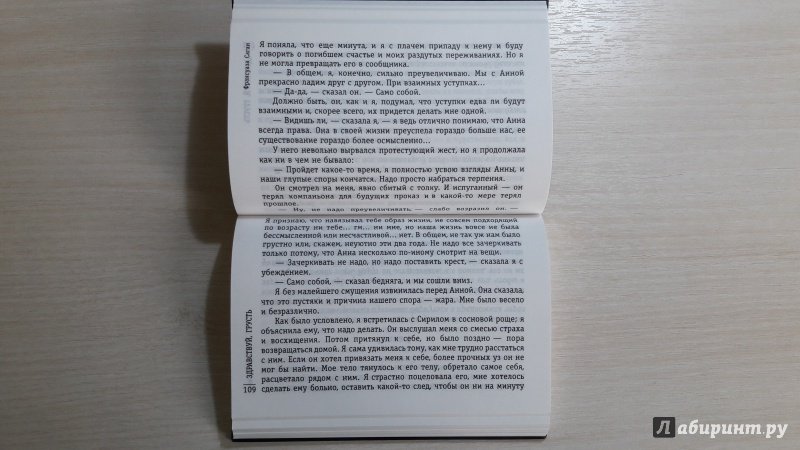 Франсуаза Саган
Я поняла, что еще минута, и я с плачем припаду к нему и буду
говорить о погибшем счастье и моих раздутых переживаниях. Но я
не могла превращать его в сообщника.
— В общем, я, конечно, сильно преувеличиваю. Мы с Анной
прекрасно ладим друг с другом. При взаимных уступках...
— Да-да, — сказал он. — Само собой.
Должно быть, он, как и я, подумал, что уступки едва ли будут
взаимными и, скорее всего, их придется делать мне одной.
— Видишь ли, — сказала я, — я ведь отлично понимаю, что Анна
всегда права. Она в своей жизни преуспела гораздо больше нас, ее
существование гораздо более осмысленно...
У него невольно вырвался протестующий жест, но я продолжала
как ни в чем не бывало:
— Пройдет какое-то время, я полностью усвою взгляды Анны,
и наши глупые споры кончатся. Надо просто набраться терпения.
Он смотрел на меня, явно сбитый с толку. И испуганный — он
терял компаньона для будущих проказ и в какой-то мере терял
прошлое.
— Ну, не надо преувеличивать, — слабо возразил он. —
Я признаю, что навязывал тебе образ жизни, не совсем подходящий
по возрасту ни тебе... гм... ни мне, но наша жизнь вовсе не была
бессмысленной или несчастливой... нет. В общем, не так уж нам было
грустно или, скажем, неуютно эти два года. Не надо все зачеркивать
только потому, что Анна несколько по-иному смотрит на вещи.
— Зачеркивать не надо, но надо поставить крест, — сказала я с
убеждением.
— Само собой, — сказал бедняга, и мы сошли вниз.
Я без малейшего смущения извинилась перед Анной. Она сказала,
что это пустяки и причина нашего спора — жара. Мне было весело
и безразлично.
Как было условлено, я встретилась с Сирилом в сосновой роще; я
объяснила ему, что надо делать. Он выслушал меня со смесью страха
и восхищения. Потом притянул к себе, но было поздно — пора
возвращаться домой. Я сама удивилась тому, как мне трудно расстаться
с ним. Если он хотел привязать меня к себе, более прочных уз он не
мог бы найти. Мое тело тянулось к его телу, обретало самое себя,
расцветало рядом с ним. Я страстно поцеловала его, мне хотелось
сделать ему больно, оставить какой-то след, чтобы он ни на минуту
ЗДРАВСТВУЙ, ГРУСТЬ
109
Лабиринт.ру